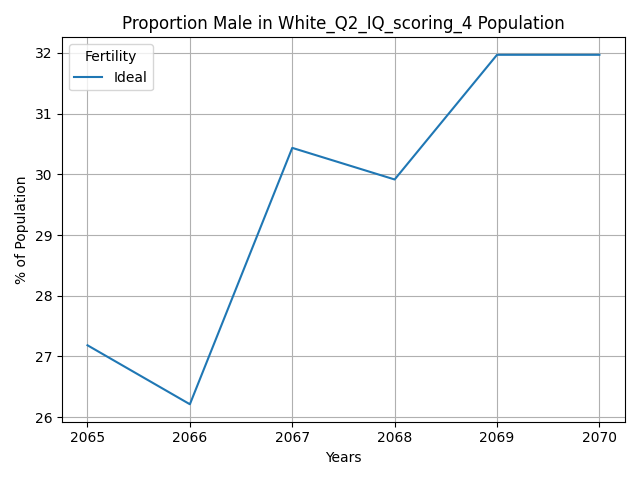 Proportion Male in White_Q2_IQ_scoring_4 Population
Fertility
Ideal
% of Population
32
31
30
29
28
27
26
2065 2066 2067 2068 2069 2070
Years